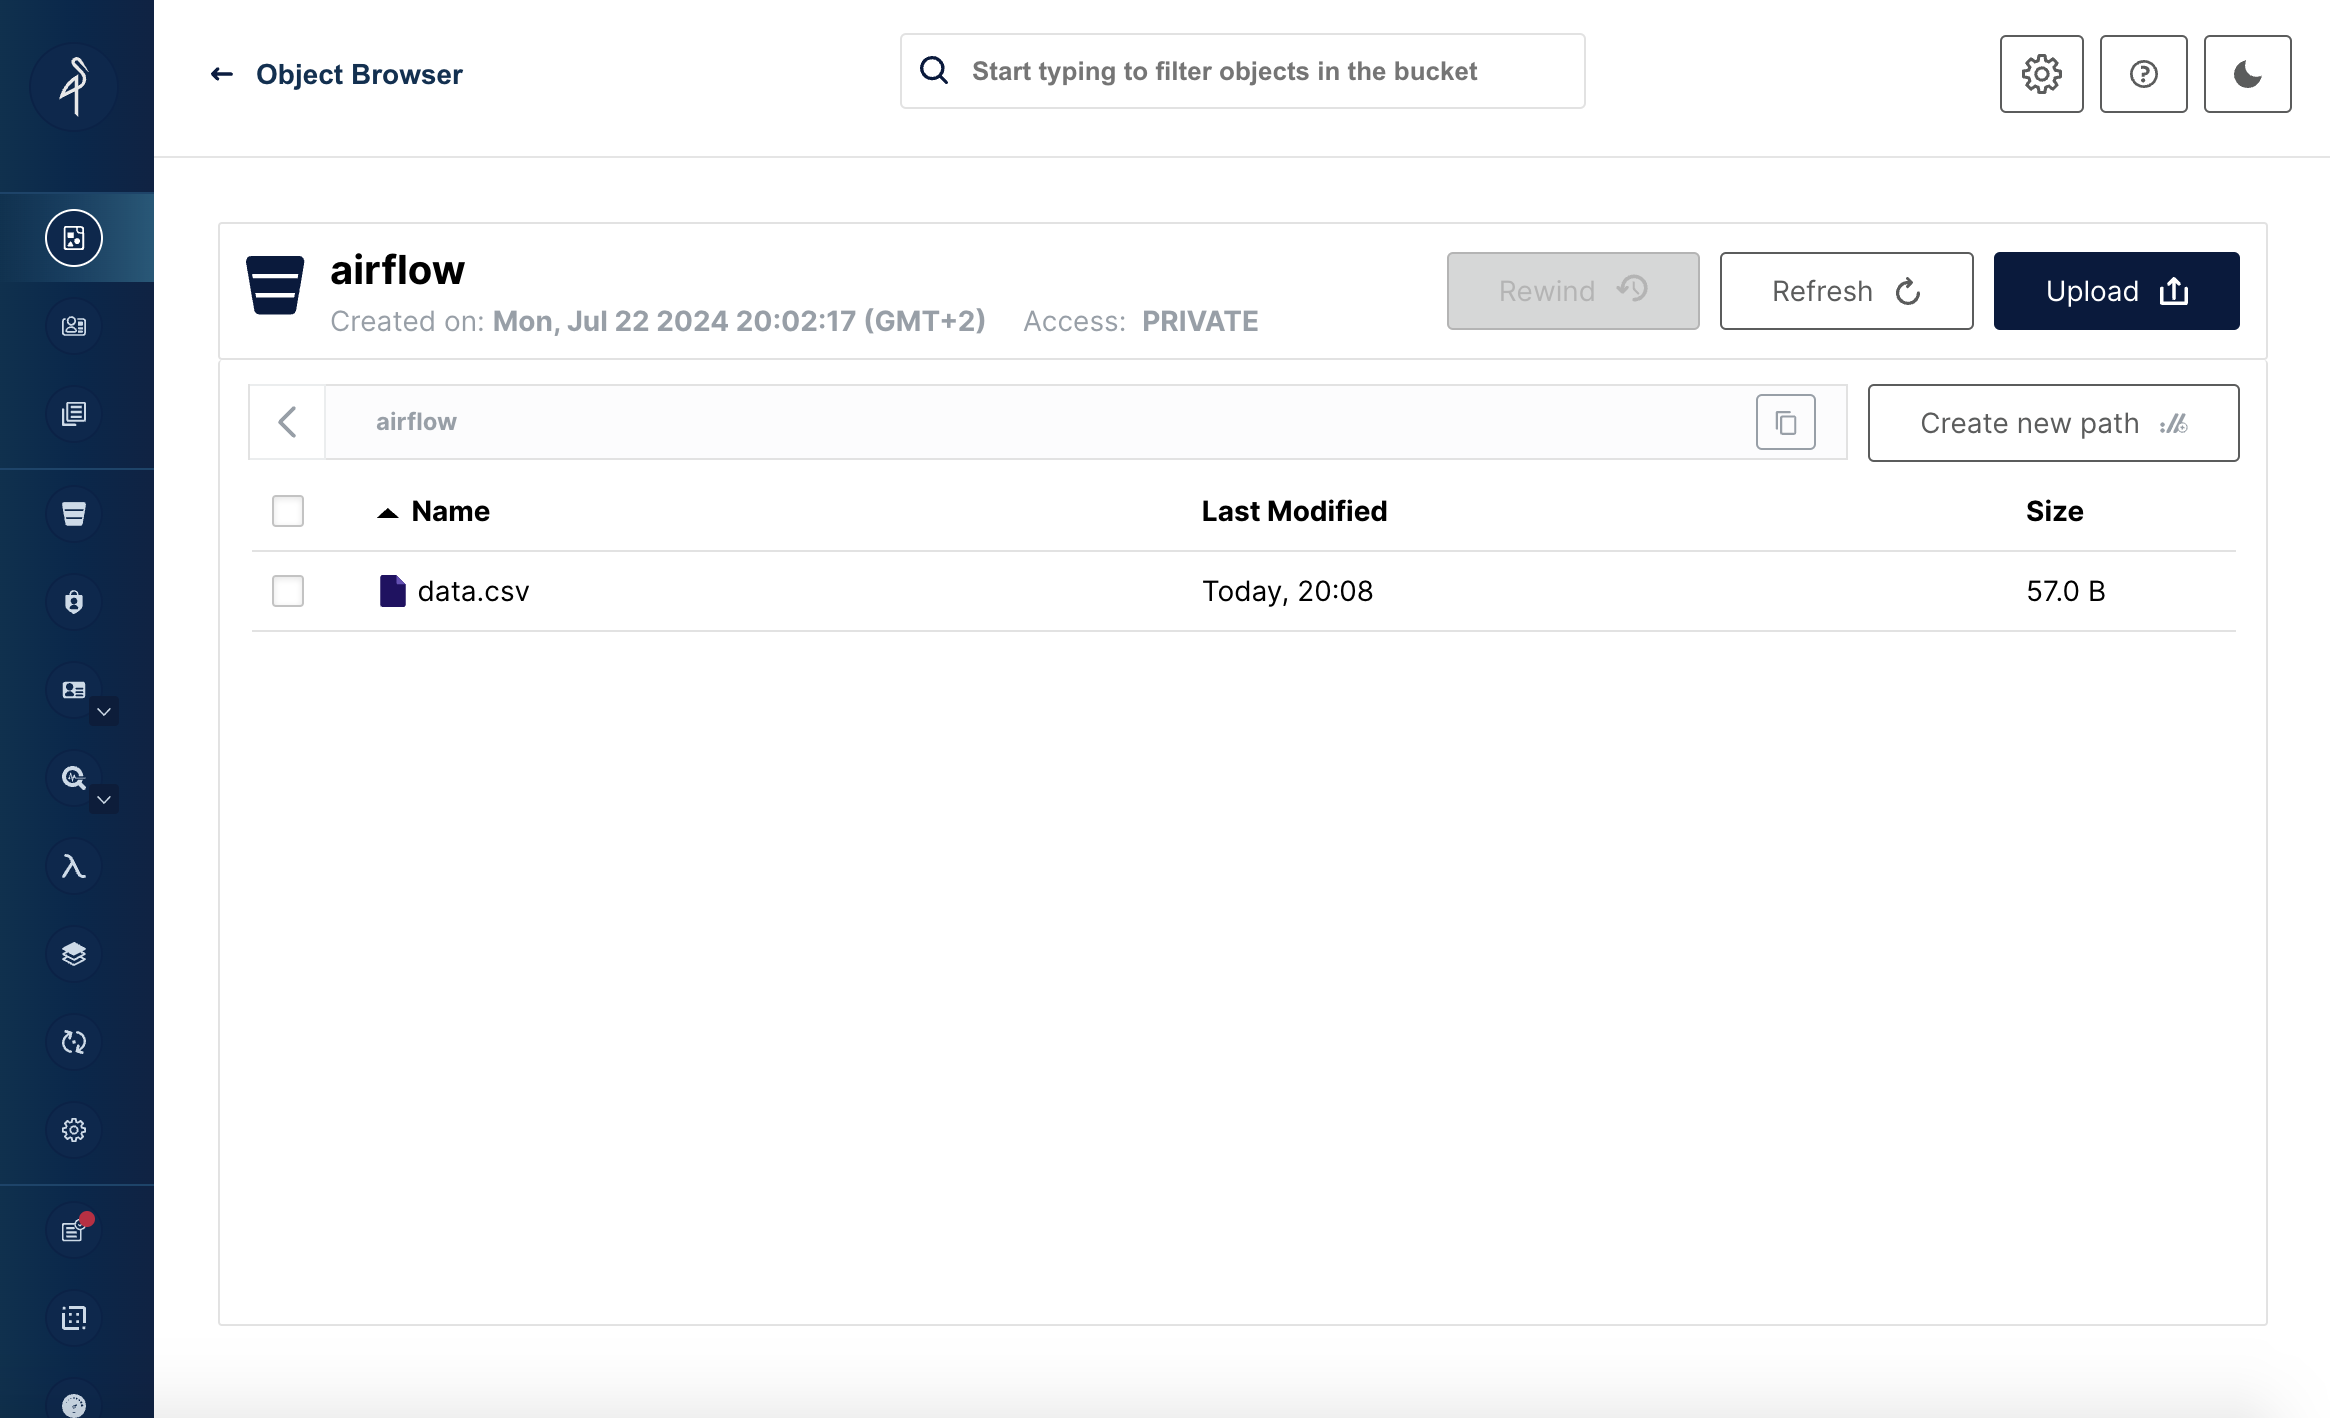 Object Browser
Start typing to filter objects in the bucket
airflow
Created on: Mon, Jul 22 2024 20:02:17 (GMT+2) Access: PRIVATE
Rewind
Refresh
Upload
airflow
Create new path
Name Last Modified Size
data.csv Today, 20:08 57.0 B